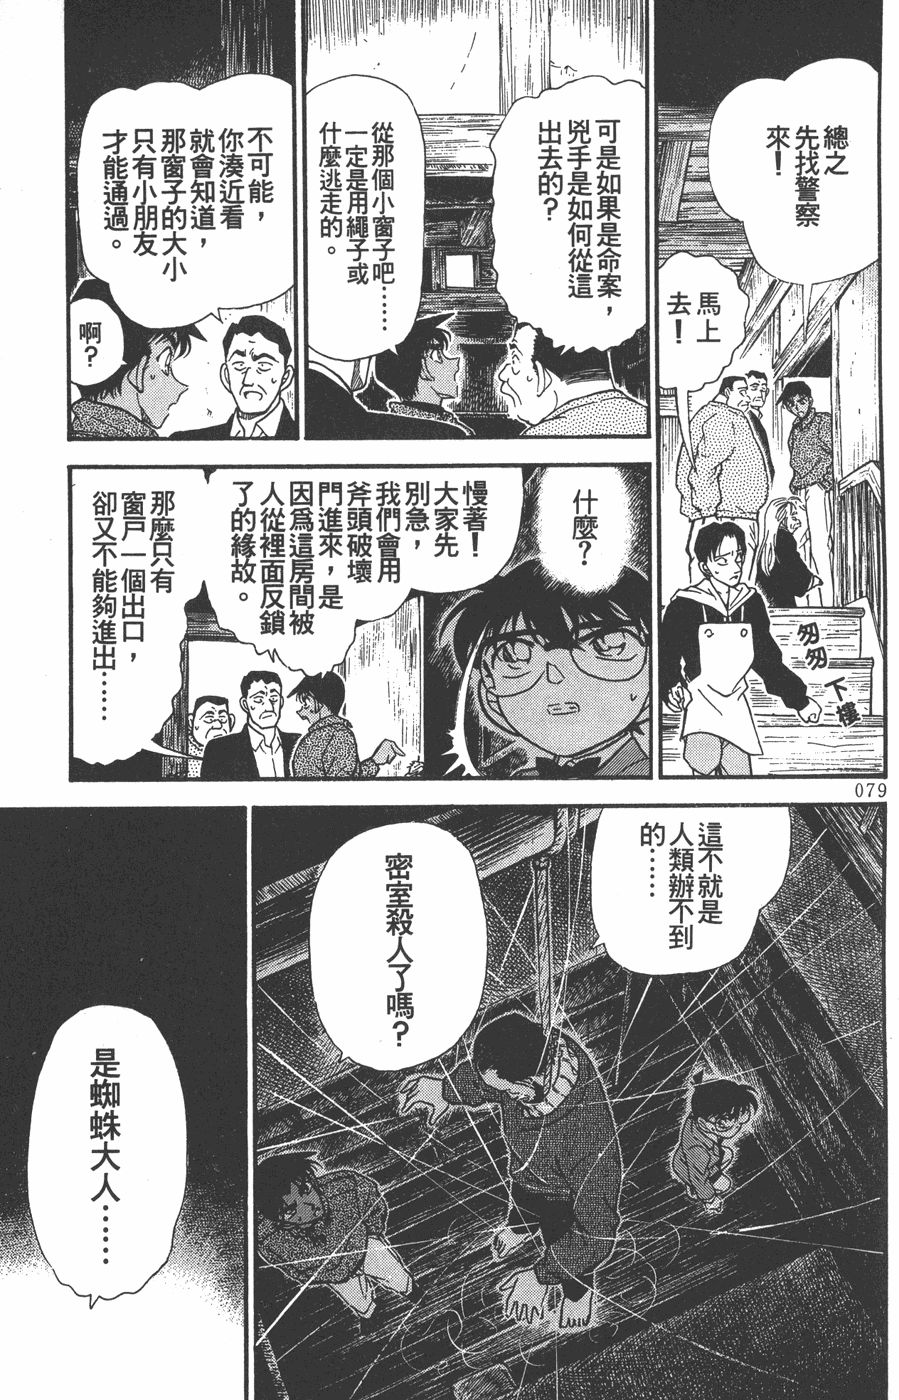 總之
先找警察
來！
馬上
去！
匆匆
下樓
可是如果是命案，
兇手是如何從這
出去的？
從那個小窗子吧……
一定是用繩子或
什麼逃走的。
不可能，
你湊近看
就會知道，
那窗子的大小
只有小朋友
才能通過。
啊？
什麼？
慢著！
大家先
別急，
我們會用
斧頭破壞
門進來，是
因為這房間被
人從裡面反鎖
了的緣故。
那麼只有
窗戶一個出口，
卻又不能夠進出……
079
這不就是
人類辦不到
的……
密室殺人了嗎？
是蜘蛛大人……